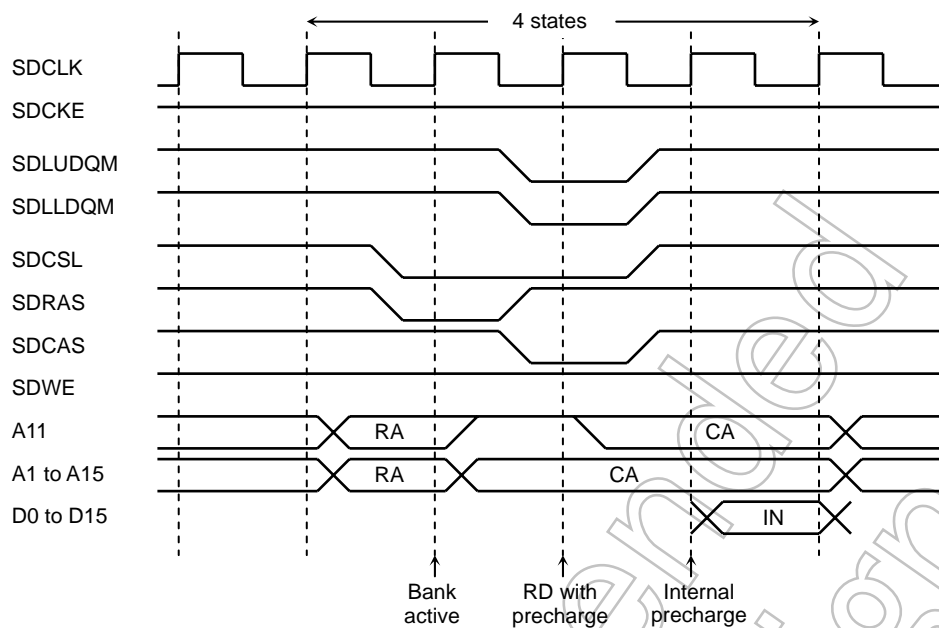 4 states
SDCLK
SDCKE
SDLUDQM
SDLLDQM
SDCSL
SDRAS
SDCAS
SDWE
A11 RA CA
A1 to A15 RA CA
D0 to D15 IN
Bank active
RD with precharge
Internal precharge